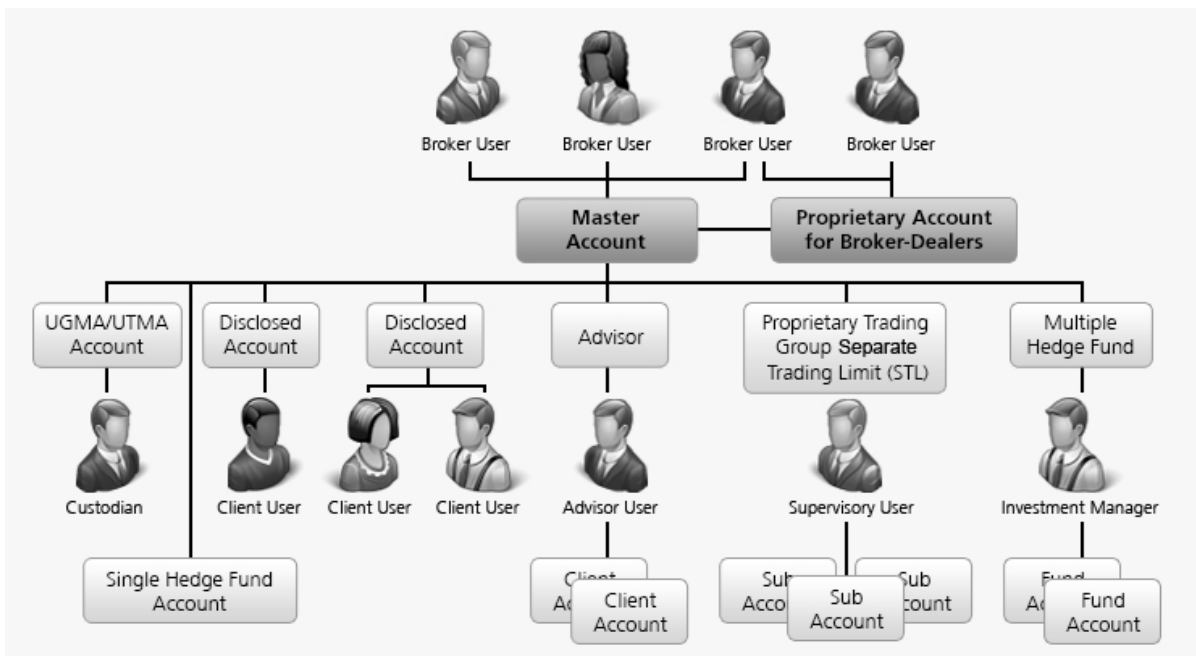 Broker User
Broker User
Broker User
Broker User
Master
Account
Proprietary Account
for Broker-Dealers
UGMA/UTMA
Account
Disclosed
Account
Disclosed
Account
Advisor
Proprietary Trading
Group Separate
Trading Limit (STL)
Multiple
Hedge Fund
Custodian
Client User
Client User
Client User
Advisor User
Supervisory User
Investment Manager
Single Hedge Fund
Account
Client
Account
Sub
Sub
Account
Sub
Fund
Account